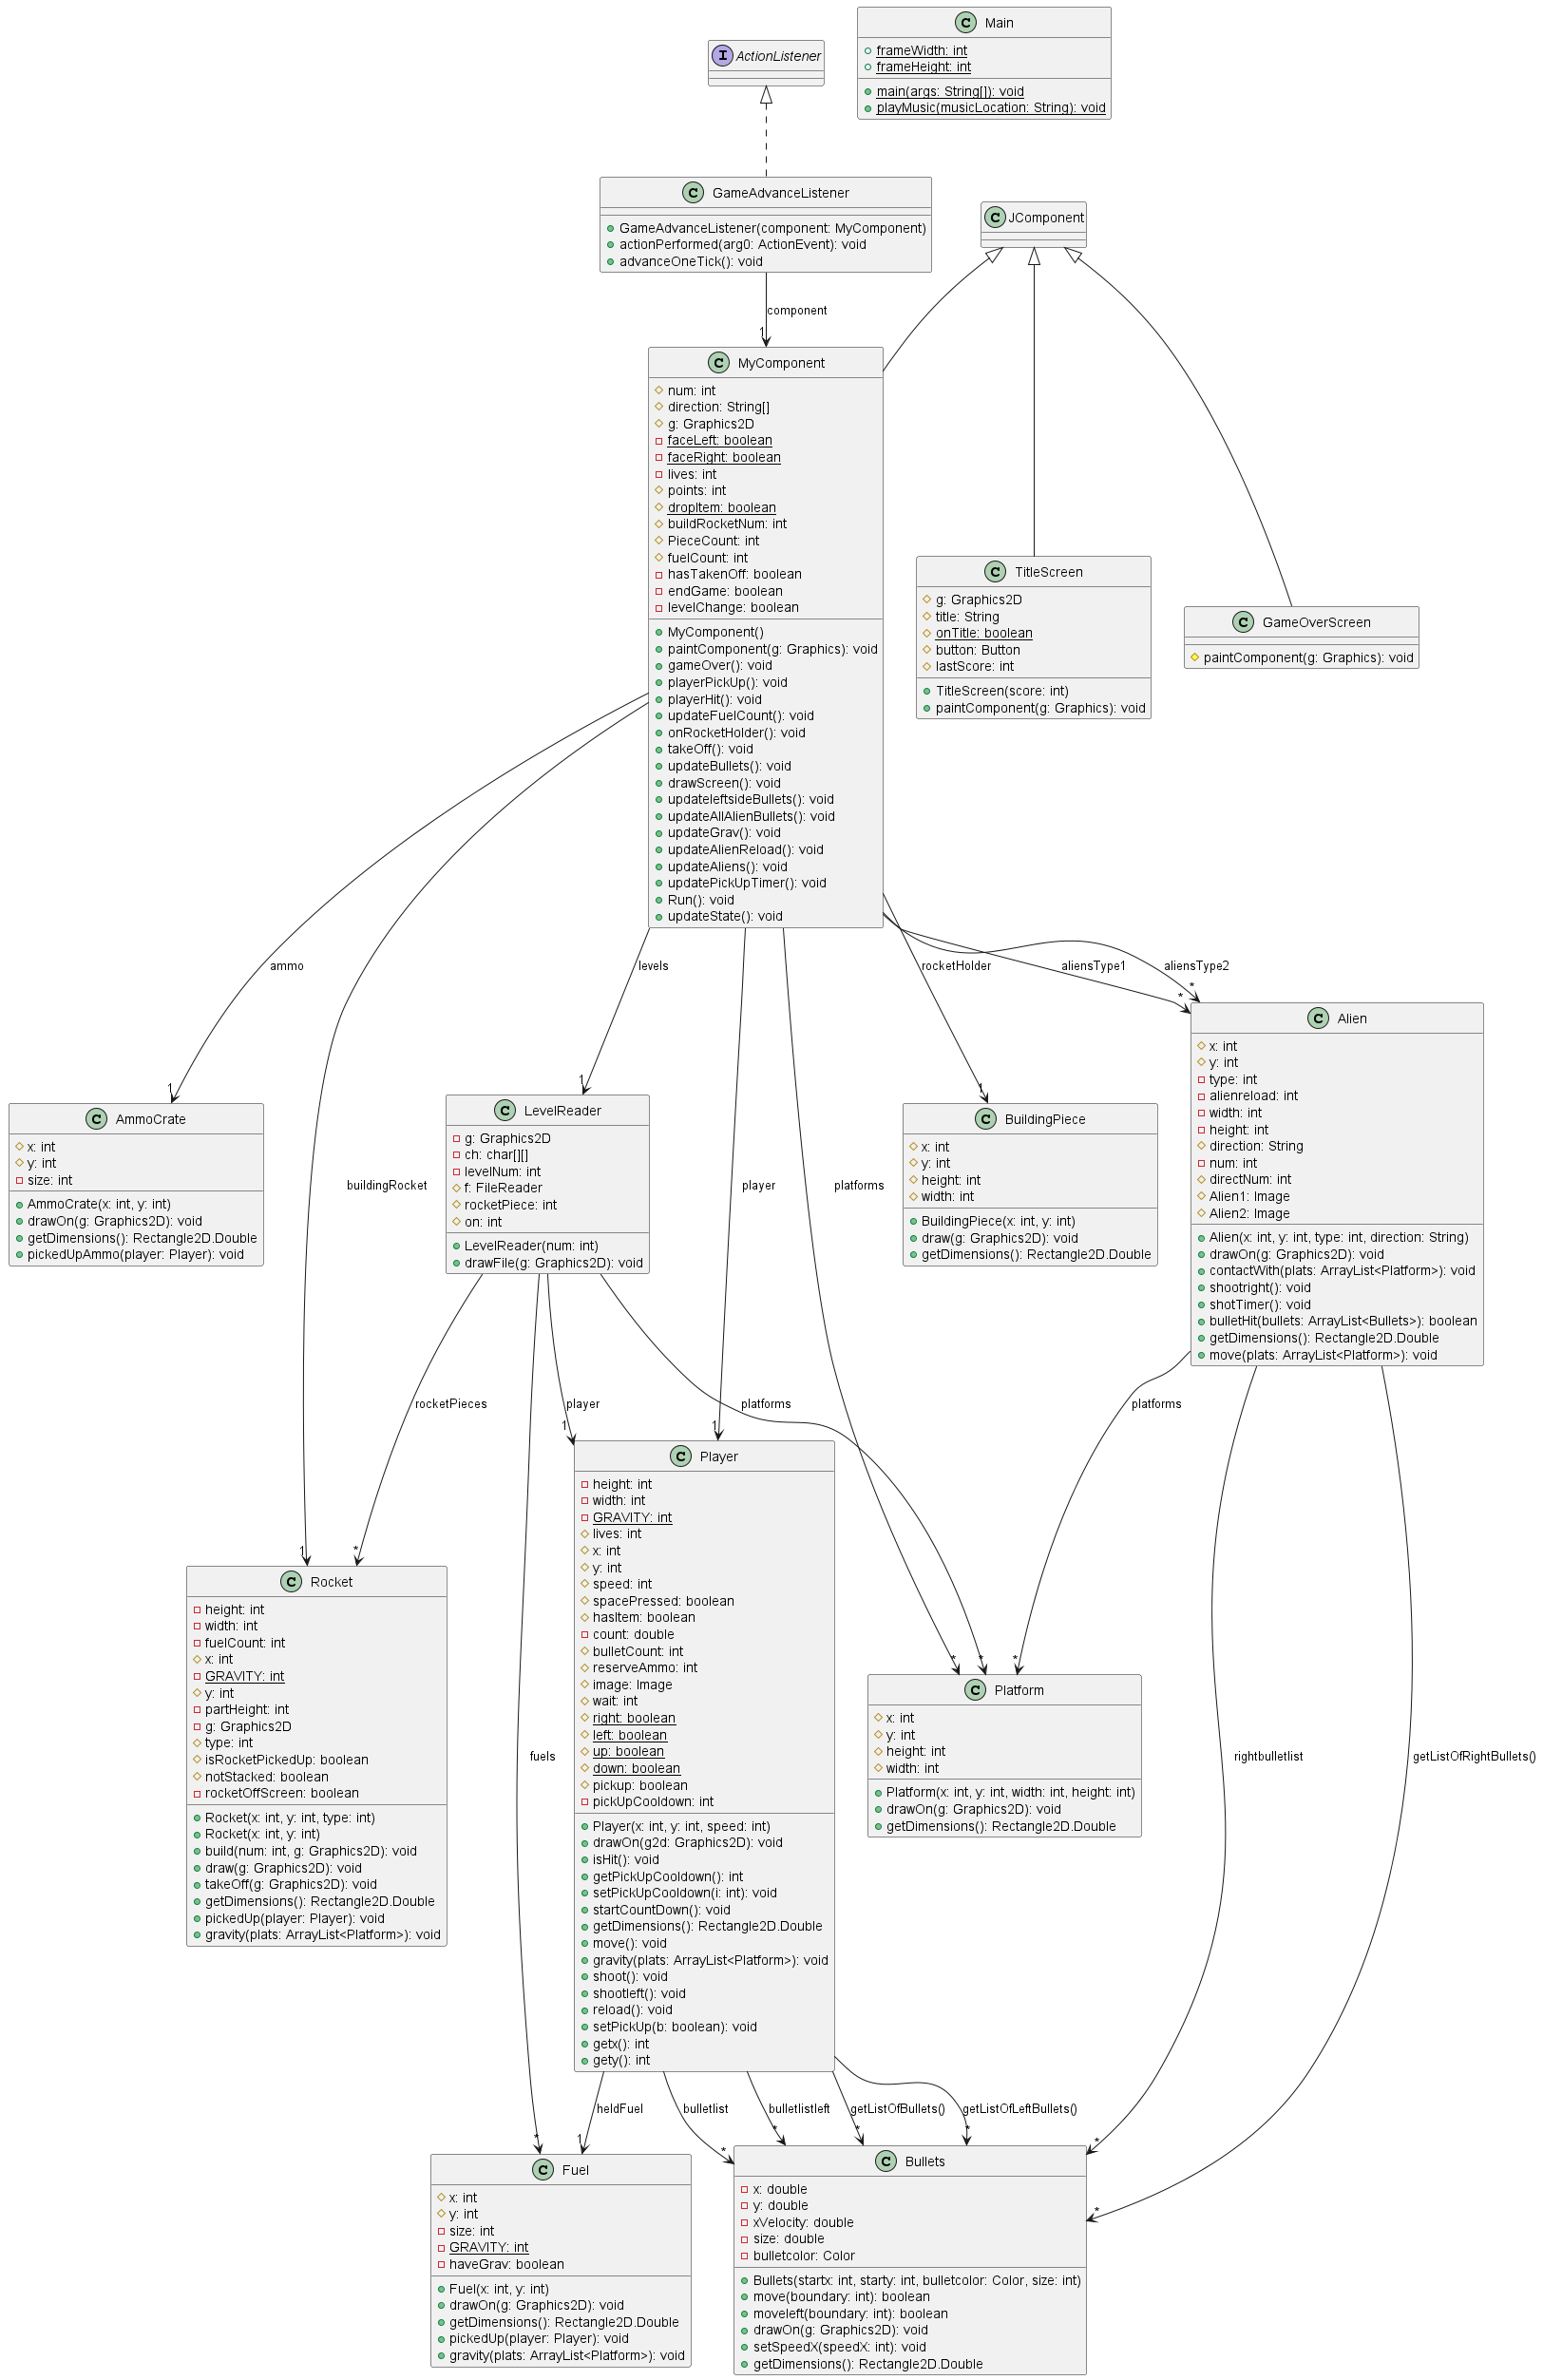 C Main
frameWidth: int
frameHeight: int
main(args: String[]): void
playMusic(musicLocation: String): void
I ActionListener
C GameAdvanceListener
GameAdvanceListener(component: MyComponent)
actionPerformed(arg0: ActionEvent): void
advanceOneTick(): void
C JComponent
component
1
C MyComponent
num: int
direction: String[]
g: Graphics2D
faceLeft: boolean
faceRight: boolean
lives: int
points: int
dropItem: boolean
buildRocketNum: int
PieceCount: int
fuelCount: int
hasTakenOff: boolean
endGame: boolean
levelChange: boolean
MyComponent()
paintComponent(g: Graphics): void
gameOver(): void
playerPickUp(): void
playerHit(): void
updateFuelCount(): void
onRocketHolder(): void
takeOff(): void
updateBullets(): void
drawScreen(): void
updateleftsideBullets(): void
updateAllAlienBullets(): void
updateGrav(): void
updateAlienReload(): void
updateAliens(): void
updatePickUpTimer(): void
Run(): void
updateState(): void
C TitleScreen
g: Graphics2D
title: String
onTitle: boolean
button: Button
lastScore: int
TitleScreen(score: int)
paintComponent(g: Graphics): void
C GameOverScreen
paintComponent(g: Graphics): void
ammo
levels
rocketHolder
aliensType1
aliensType2
1
1
1
*
*
C AmmoCrate
x: int
y: int
size: int
AmmoCrate(x: int, y: int)
drawOn(g: Graphics2D): void
getDimensions(): Rectangle2D.Double
pickedUpAmmo(player: Player): void
buildingRocket
C LevelReader
g: Graphics2D
ch: char[][]
levelNum: int
f: FileReader
rocketPiece: int
on: int
LevelReader(num: int)
drawFile(g: Graphics2D): void
player
platforms
C BuildingPiece
x: int
y: int
height: int
width: int
BuildingPiece(x: int, y: int)
draw(g: Graphics2D): void
getDimensions(): Rectangle2D.Double
C Alien
x: int
y: int
type: int
alienreload: int
width: int
height: int
direction: String
num: int
directNum: int
Alien1: Image
Alien2: Image
Alien(x: int, y: int, type: int, direction: String)
drawOn(g: Graphics2D): void
contactWith(plats: ArrayList<Platform>): void
shootright(): void
shotTimer(): void
bulletHit(bullets: ArrayList<Bullets>): boolean
getDimensions(): Rectangle2D.Double
move(plats: ArrayList<Platform>): void
rocketPieces
player
platforms
platforms
1
1
C Player
height: int
width: int
GRAVITY: int
lives: int
x: int
y: int
speed: int
spacePressed: boolean
hasItem: boolean
count: double
bulletCount: int
reserveAmmo: int
image: Image
wait: int
right: boolean
left: boolean
up: boolean
down: boolean
pickup: boolean
pickUpCooldown: int
Player(x: int, y: int, speed: int)
drawOn(g2d: Graphics2D): void
isHit(): void
getPickUpCooldown(): int
setPickUpCooldown(i: int): void
startCountDown(): void
getDimensions(): Rectangle2D.Double
move(): void
gravity(plats: ArrayList<Platform>): void
shoot(): void
shootleft(): void
reload(): void
setPickUp(b: boolean): void
getx(): int
gety(): int
1
*
C Rocket
height: int
width: int
fuelCount: int
x: int
GRAVITY: int
y: int
partHeight: int
g: Graphics2D
type: int
isRocketPickedUp: boolean
notStacked: boolean
rocketOffScreen: boolean
Rocket(x: int, y: int, type: int)
Rocket(x: int, y: int)
build(num: int, g: Graphics2D): void
draw(g: Graphics2D): void
takeOff(g: Graphics2D): void
getDimensions(): Rectangle2D.Double
pickedUp(player: Player): void
gravity(plats: ArrayList<Platform>): void
fuels
*
*
*
C Platform
x: int
y: int
height: int
width: int
Platform(x: int, y: int, width: int, height: int)
drawOn(g: Graphics2D): void
getDimensions(): Rectangle2D.Double
rightbulletlist
getListOfRightBullets()
heldFuel
bulletlist
bulletlistleft
getListOfBullets()
getListOfLeftBullets()
*
1
*
*
*
*
*
*
C Fuel
x: int
y: int
size: int
GRAVITY: int
haveGrav: boolean
Fuel(x: int, y: int)
drawOn(g: Graphics2D): void
getDimensions(): Rectangle2D.Double
pickedUp(player: Player): void
gravity(plats: ArrayList<Platform>): void
C Bullets
x: double
y: double
xVelocity: double
size: double
bulletcolor: Color
Bullets(startx: int, starty: int, bulletcolor: Color, size: int)
move(boundary: int): boolean
moveleft(boundary: int): boolean
drawOn(g: Graphics2D): void
setSpeedX(speedX: int): void
getDimensions(): Rectangle2D.Double